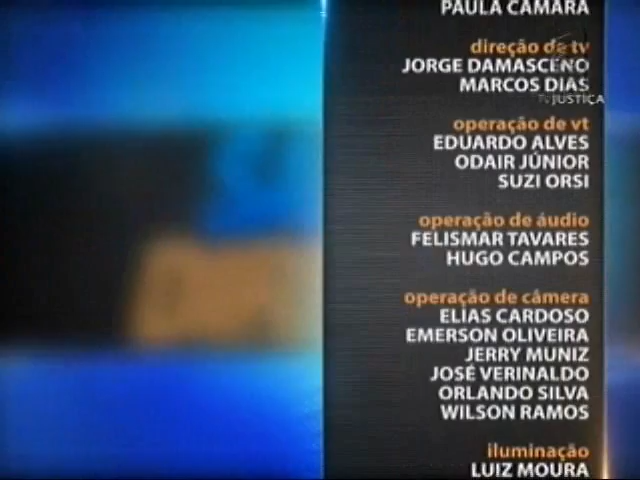 PAULA CÂMARA
direção de tv
JORGE DAMASCENO
MARCOS DIAS
TV JUSTIÇA
operação de vt
EDUARDO ALVES
ODAIR JÚNIOR
SUZI ORSI
operação de áudio
FELISMAR TAVARES
HUGO CAMPOS
operação de câmera
ELIAS CARDOSO
EMERSON OLIVEIRA
JERRY MUNIZ
JOSÉ VERINALDO
ORLANDO SILVA
WILSON RAMOS
iluminação
LUIZ MOURA